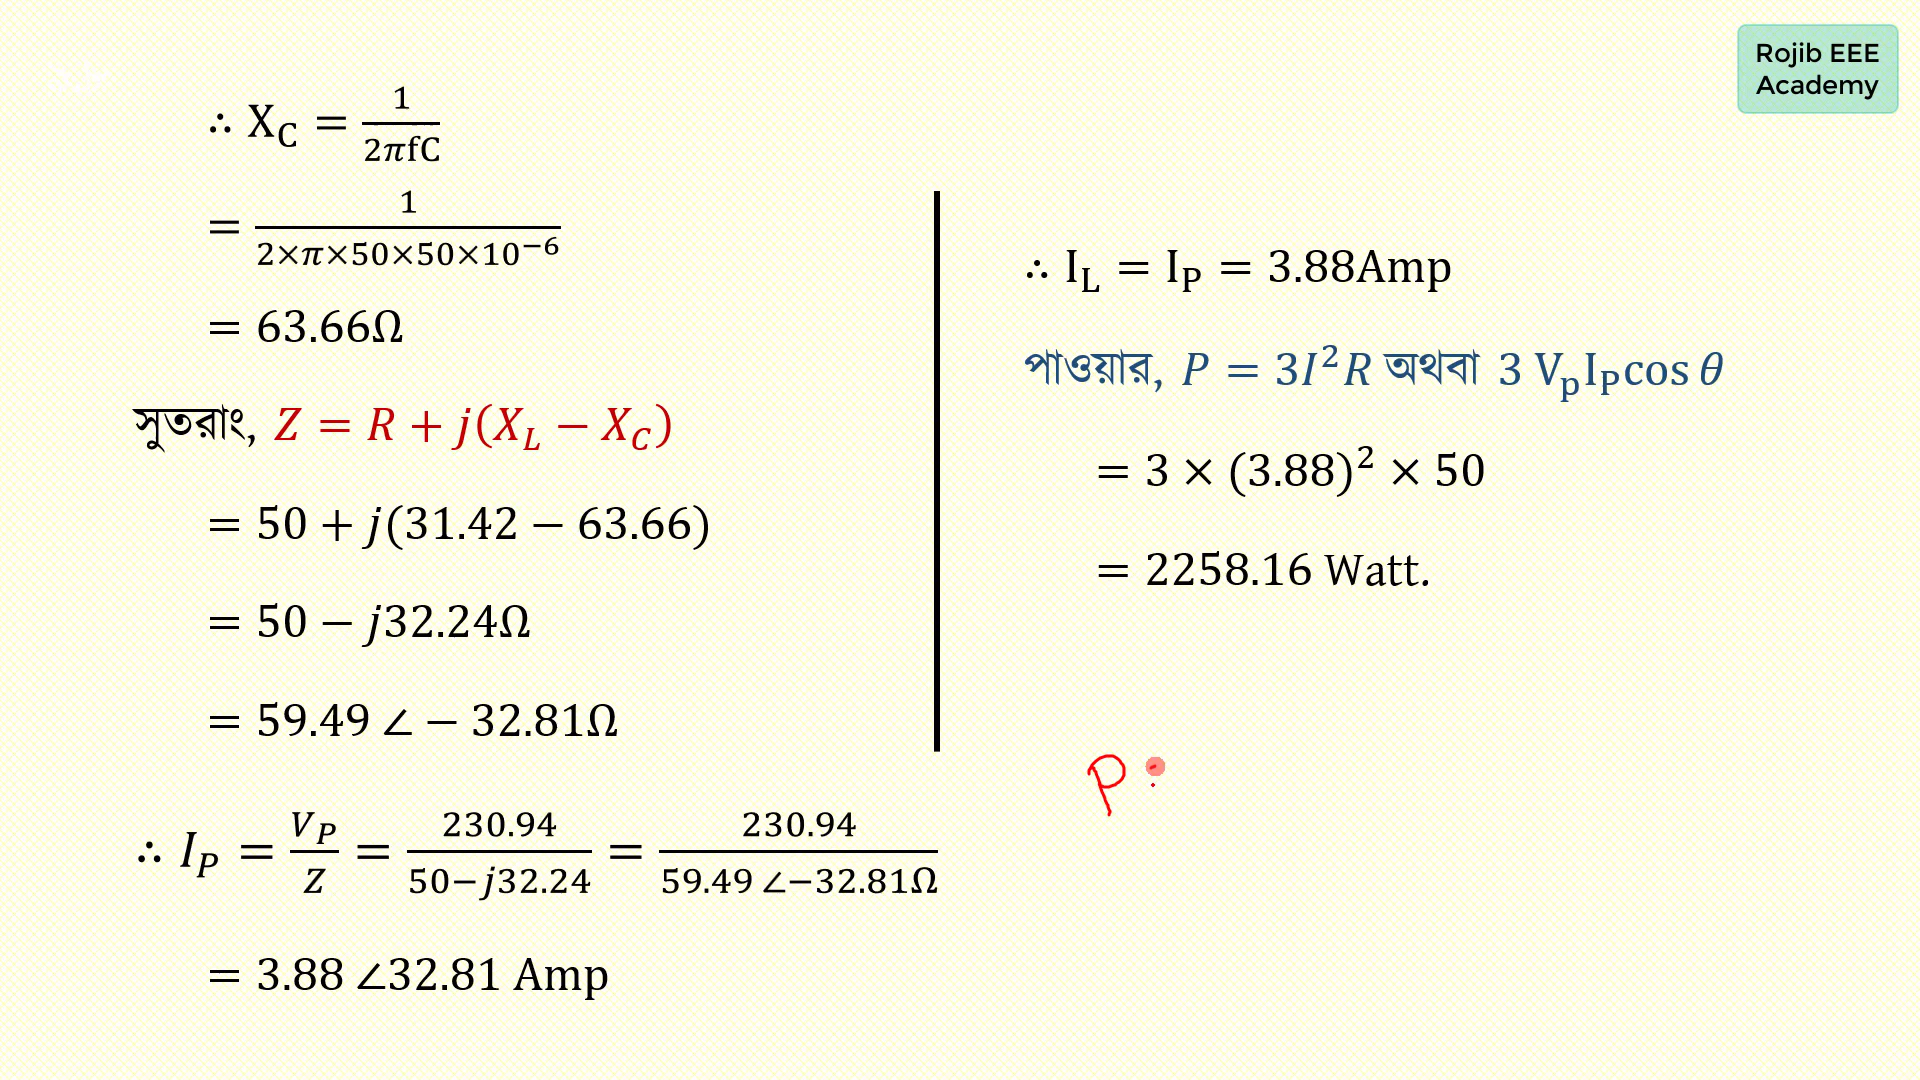 Rojib EEE
Academy
∴ X_C = 1/(2πfC)
= 1/(2×π×50×50×10⁻⁶)
= 63.66Ω
সুতরাং, Z = R + j(X_L − X_C)
= 50 + j(31.42 − 63.66)
= 50 − j32.24Ω
= 59.49 ∠ − 32.81Ω
∴ I_P = V_P/Z = 230.94/(50−j32.24) = 230.94/(59.49 ∠−32.81Ω)
= 3.88 ∠32.81 Amp
∴ I_L = I_P = 3.88Amp
পাওয়ার, P = 3I²R অথবা 3 V_pI_Pcos θ
= 3 × (3.88)² × 50
= 2258.16 Watt.
P